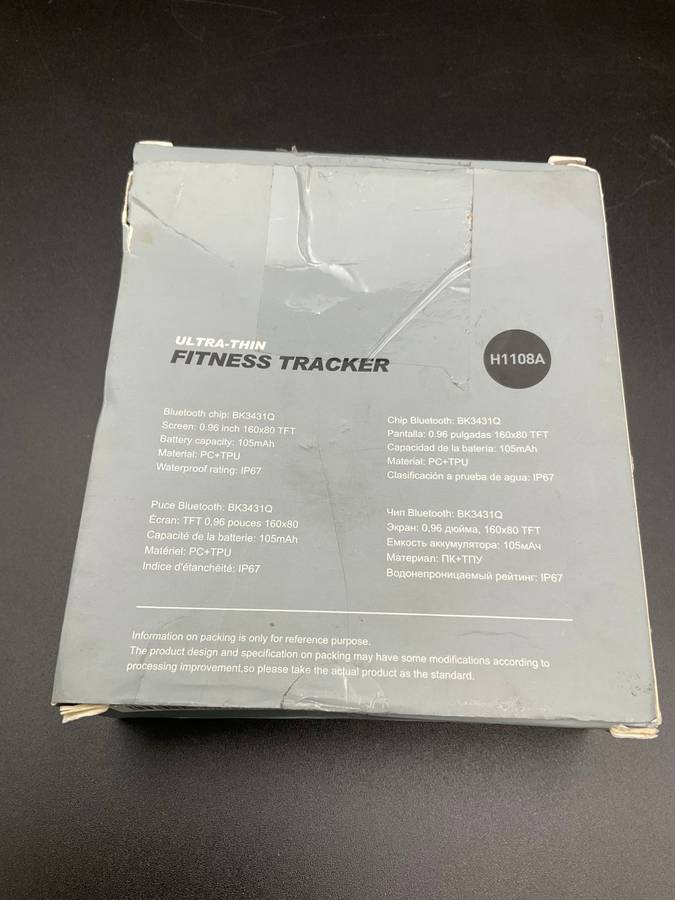 ULTRA-THIN
FITNESS TRACKER
H1108A
Bluetooth chip: BK3431Q
Screen: 0.96 inch 160x80 TFT
Battery capacity: 105mAh
Material: PC+TPU
Waterproof rating: IP67
Chip Bluetooth: BK3431Q
Pantalla: 0.96 pulgadas 160x80 TFT
Capacidad de la batería: 105mAh
Material: PC+TPU
Clasificación a prueba de agua: IP67
Puce Bluetooth: BK3431Q
Écran: TFT 0,96 pouces 160x80
Capacité de la batterie: 105mAh
Matériel: PC+TPU
Indice d'étanchéité: IP67
Чип Bluetooth: BK3431Q
Экран: 0,96 дюйма, 160x80 TFT
Емкость аккумулятора: 105мАч
Материал: ПК+ТПУ
Водонепроницаемый рейтинг: IP67
Information on packing is only for reference purpose.
The product design and specification on packing may have some modifications according to
processing improvement,so please take the actual product as the standard.